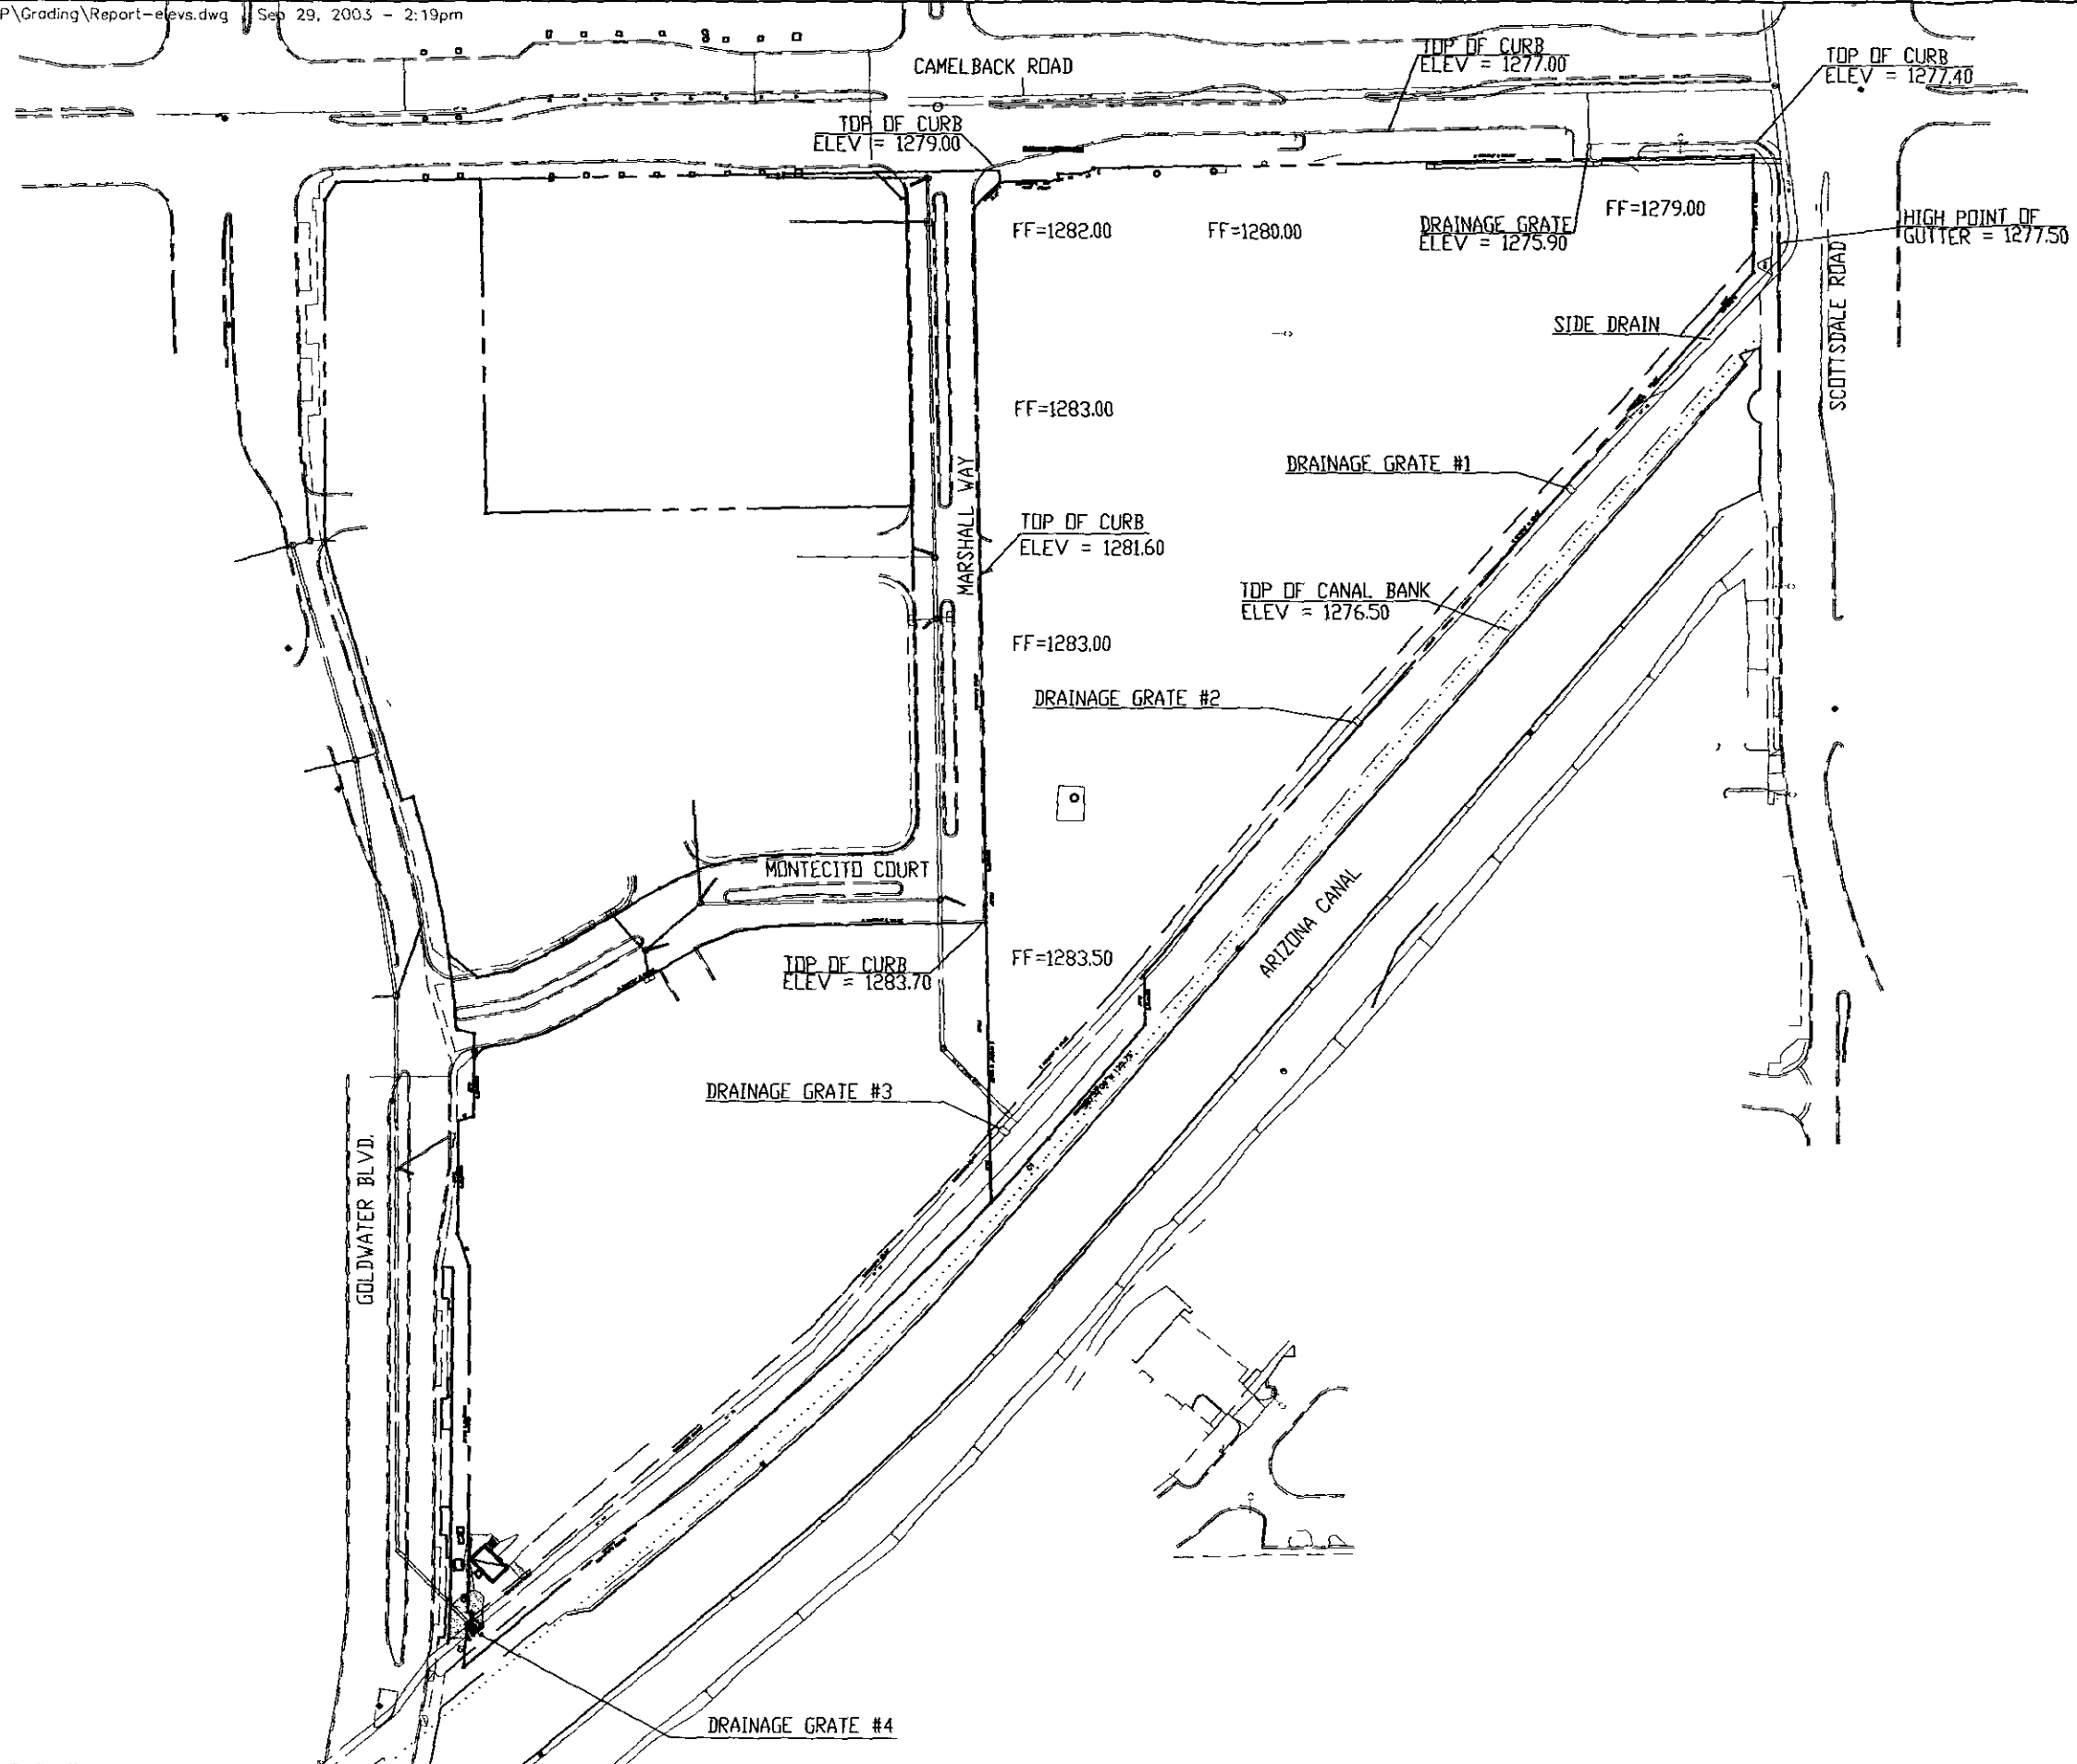 P\Grading\Report-elevs.dwg Sep 29, 2003 - 2:19pm
CAMELBACK ROAD
TOP OF CURB
ELEV = 1277.00
TOP OF CURB
ELEV = 1277.40
TOP OF CURB
ELEV = 1279.00
FF=1282.00
FF=1280.00
DRAINAGE GRATE
ELEV = 1275.90
FF=1279.00
HIGH POINT OF
GUTTER = 1277.50
SCOTTSDALE ROAD
SIDE DRAIN
FF=1283.00
MARSHALL WAY
DRAINAGE GRATE #1
TOP OF CURB
ELEV = 1281.60
TOP OF CANAL BANK
ELEV = 1276.50
FF=1283.00
DRAINAGE GRATE #2
MONTECITO COURT
ARIZONA CANAL
TOP OF CURB
ELEV = 1283.70
FF=1283.50
DRAINAGE GRATE #3
GOLDWATER BLVD.
DRAINAGE GRATE #4